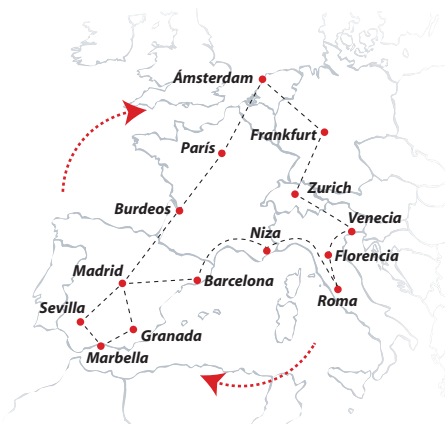 Ámsterdam
Frankfurt
París
Zurich
Burdeos
Venecia
Niza
Florencia
Madrid
Barcelona
Roma
Sevilla
Granada
Marbella